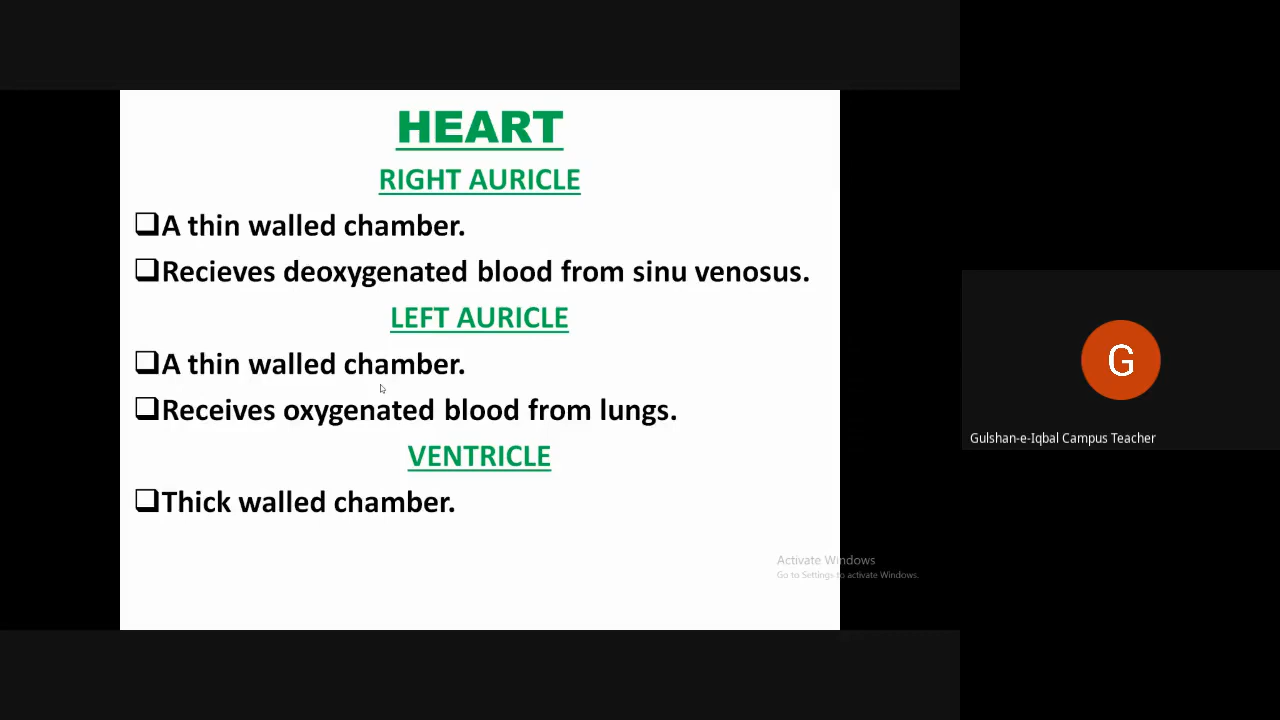 HEART
RIGHT AURICLE
❑A thin walled chamber.
❑Recieves deoxygenated blood from sinu venosus.
LEFT AURICLE
❑A thin walled chamber.
❑Receives oxygenated blood from lungs.
VENTRICLE
❑Thick walled chamber.
Activate Windows
Go to Settings to activate Windows.
G
Gulshan-e-Iqbal Campus Teacher